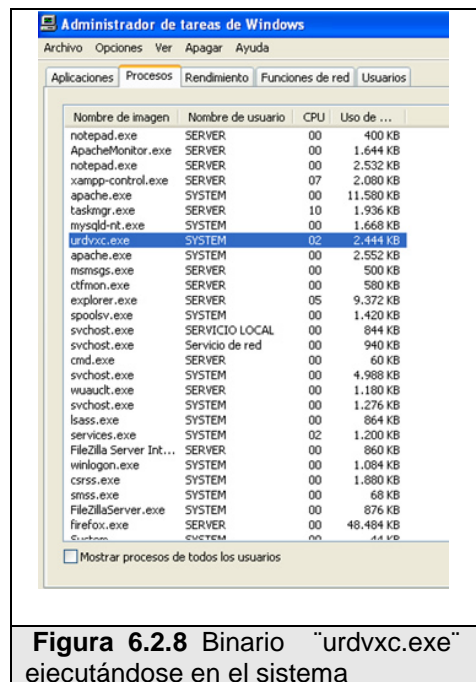 Administrador de tareas de Windows
Archivo Opciones Ver Apagar Ayuda
Aplicaciones Procesos Rendimiento Funciones de red Usuarios
Nombre de imagen Nombre de usuario CPU Uso de ...
notepad.exe SERVER 00 400 KB
ApacheMonitor.exe SERVER 00 1.644 KB
notepad.exe SERVER 00 2.532 KB
xampp-control.exe SERVER 07 2.080 KB
apache.exe SYSTEM 00 11.580 KB
taskmgr.exe SERVER 10 1.936 KB
mysqld-nt.exe SYSTEM 00 1.668 KB
urdvxc.exe SYSTEM 02 2.444 KB
apache.exe SYSTEM 00 2.552 KB
msmsgs.exe SERVER 00 500 KB
ctfmon.exe SERVER 00 580 KB
explorer.exe SERVER 05 9.372 KB
spoolsv.exe SYSTEM 00 1.420 KB
svchost.exe SERVICIO LOCAL 00 844 KB
svchost.exe Servicio de red 00 940 KB
cmd.exe SERVER 00 60 KB
svchost.exe SYSTEM 00 4.988 KB
wuauclt.exe SERVER 00 1.180 KB
svchost.exe SYSTEM 00 1.276 KB
lsass.exe SYSTEM 00 864 KB
services.exe SYSTEM 02 1.200 KB
FileZilla Server Int... SERVER 00 860 KB
winlogon.exe SYSTEM 00 1.084 KB
csrss.exe SYSTEM 00 1.880 KB
smss.exe SYSTEM 00 68 KB
FileZillaServer.exe SYSTEM 00 876 KB
firefox.exe SERVER 00 48.484 KB
System SYSTEM 00 44 KB
Mostrar procesos de todos los usuarios
Figura 6.2.8 Binario ¨urdvxc.exe¨
ejecutándose en el sistema